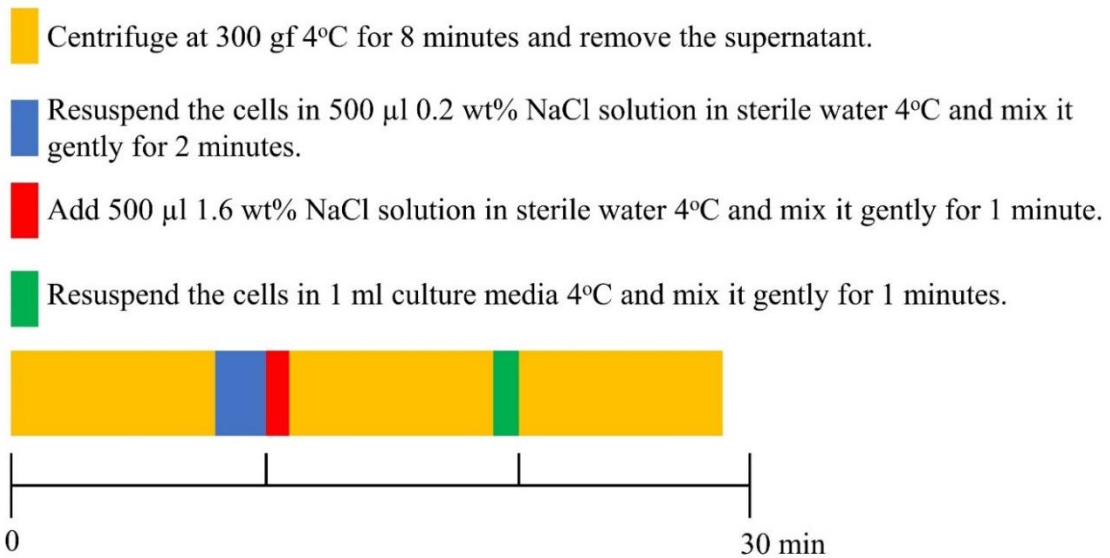 Centrifuge at 300 gf 4°C for 8 minutes and remove the supernatant.
Resuspend the cells in 500 µl 0.2 wt% NaCl solution in sterile water 4°C and mix it
gently for 2 minutes.
Add 500 µl 1.6 wt% NaCl solution in sterile water 4°C and mix it gently for 1 minute.
Resuspend the cells in 1 ml culture media 4°C and mix it gently for 1 minutes.
0
30 min